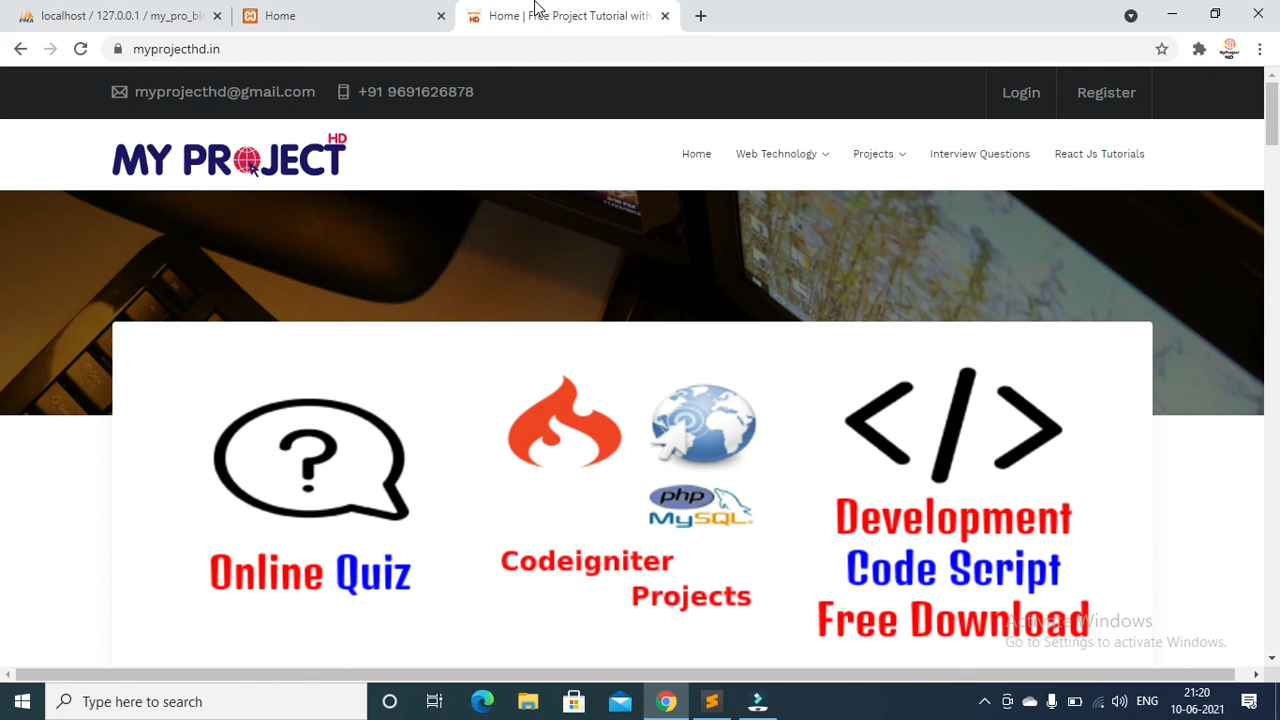 localhost / 127.0.0.1 / my_pro_bl
Home
Home | Free Project Tutorial with
myprojecthd.in
myprojecthd@gmail.com
+91 9691626878
Login
Register
MY PROJECT HD
Home
Web Technology
Projects
Interview Questions
React Js Tutorials
?
</>
php
MySQL
Online Quiz
Codeigniter
Projects
Development
Code Script
Free Download
Activate Windows
Go to Settings to activate Windows.
Type here to search
ENG
21:20
10-06-2021